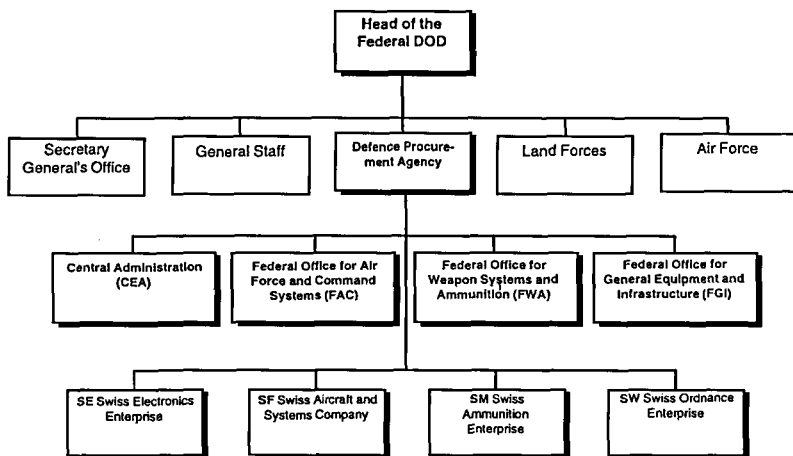 Head of the
Federal DOD
Secretary
General's Office
General Staff
Defence Procure-
ment Agency
Land Forces
Air Force
Central Administration
(CEA)
Federal Office for Air
Force and Command
Systems (FAC)
Federal Office for
Weapon Systems and
Ammunition (FWA)
Federal Office for
General Equipment and
Infrastructure (FGI)
SE Swiss Electronics
Enterprise
SF Swiss Aircraft and
Systems Company
SM Swiss
Ammunition
Enterprise
SW Swiss Ordnance
Enterprise